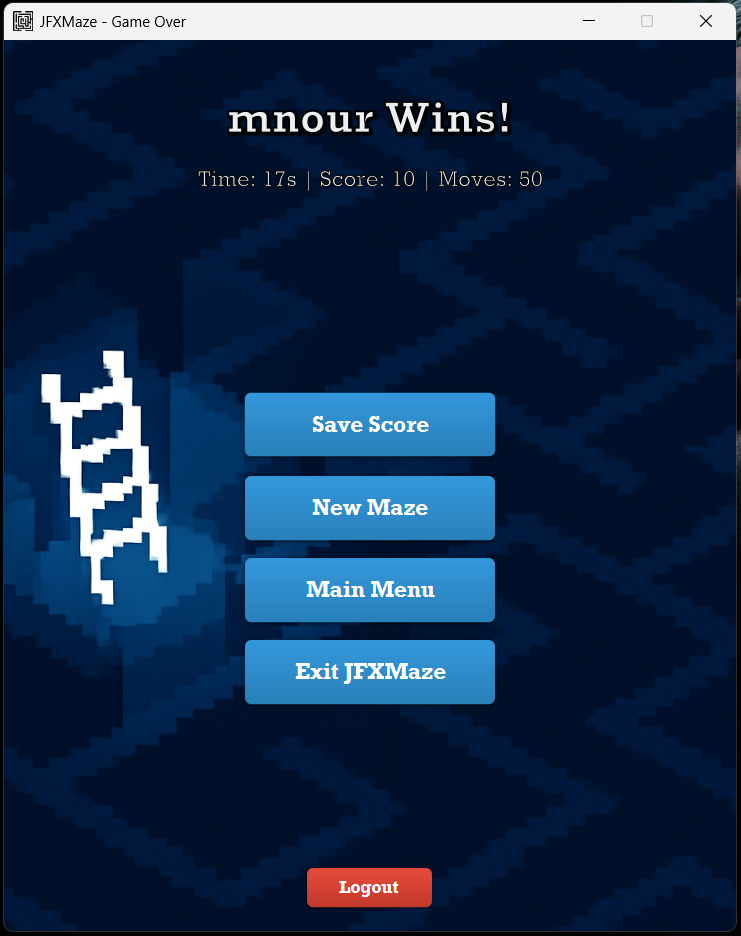 JFXMaze - Game Over
mnour Wins!
Time: 17s | Score: 10 | Moves: 50
Save Score
New Maze
Main Menu
Exit JFXMaze
Logout